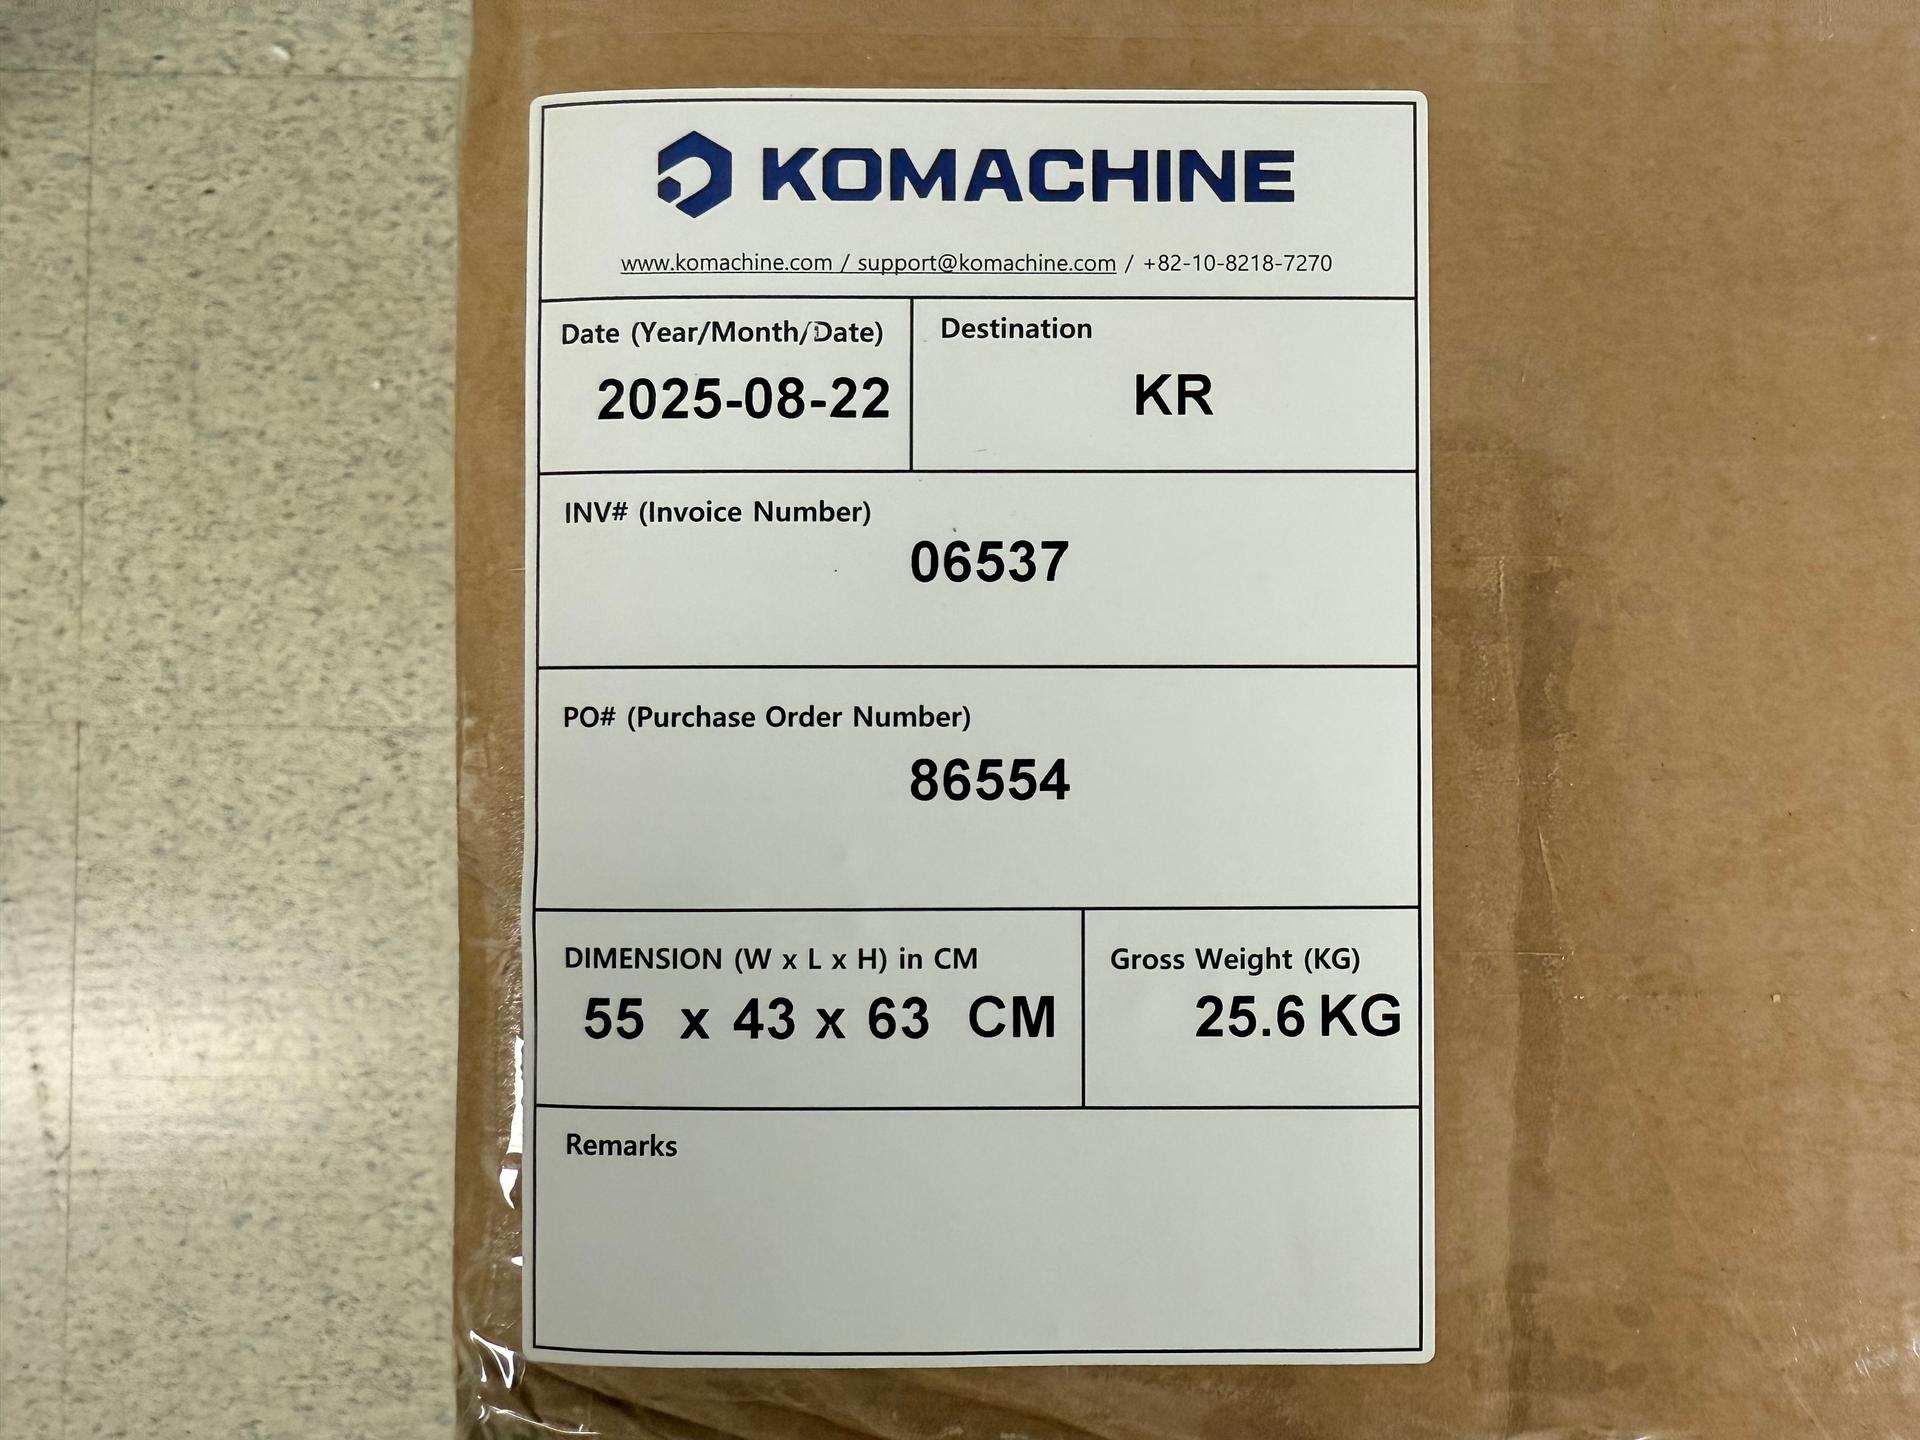 KOMACHINE
www.komachine.com / support@komachine.com / +82-10-8218-7270
Date (Year/Month/Date)
2025-08-22
Destination
KR
INV# (Invoice Number)
06537
PO# (Purchase Order Number)
86554
DIMENSION (W x L x H) in CM
55 x 43 x 63 CM
Gross Weight (KG)
25.6 KG
Remarks